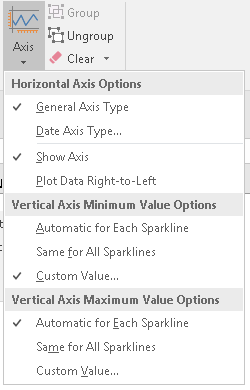 Group
Ungroup
Axis
Clear
Horizontal Axis Options
General Axis Type
Date Axis Type...
Show Axis
Plot Data Right-to-Left
Vertical Axis Minimum Value Options
Automatic for Each Sparkline
Same for All Sparklines
Custom Value...
Vertical Axis Maximum Value Options
Automatic for Each Sparkline
Same for All Sparklines
Custom Value...